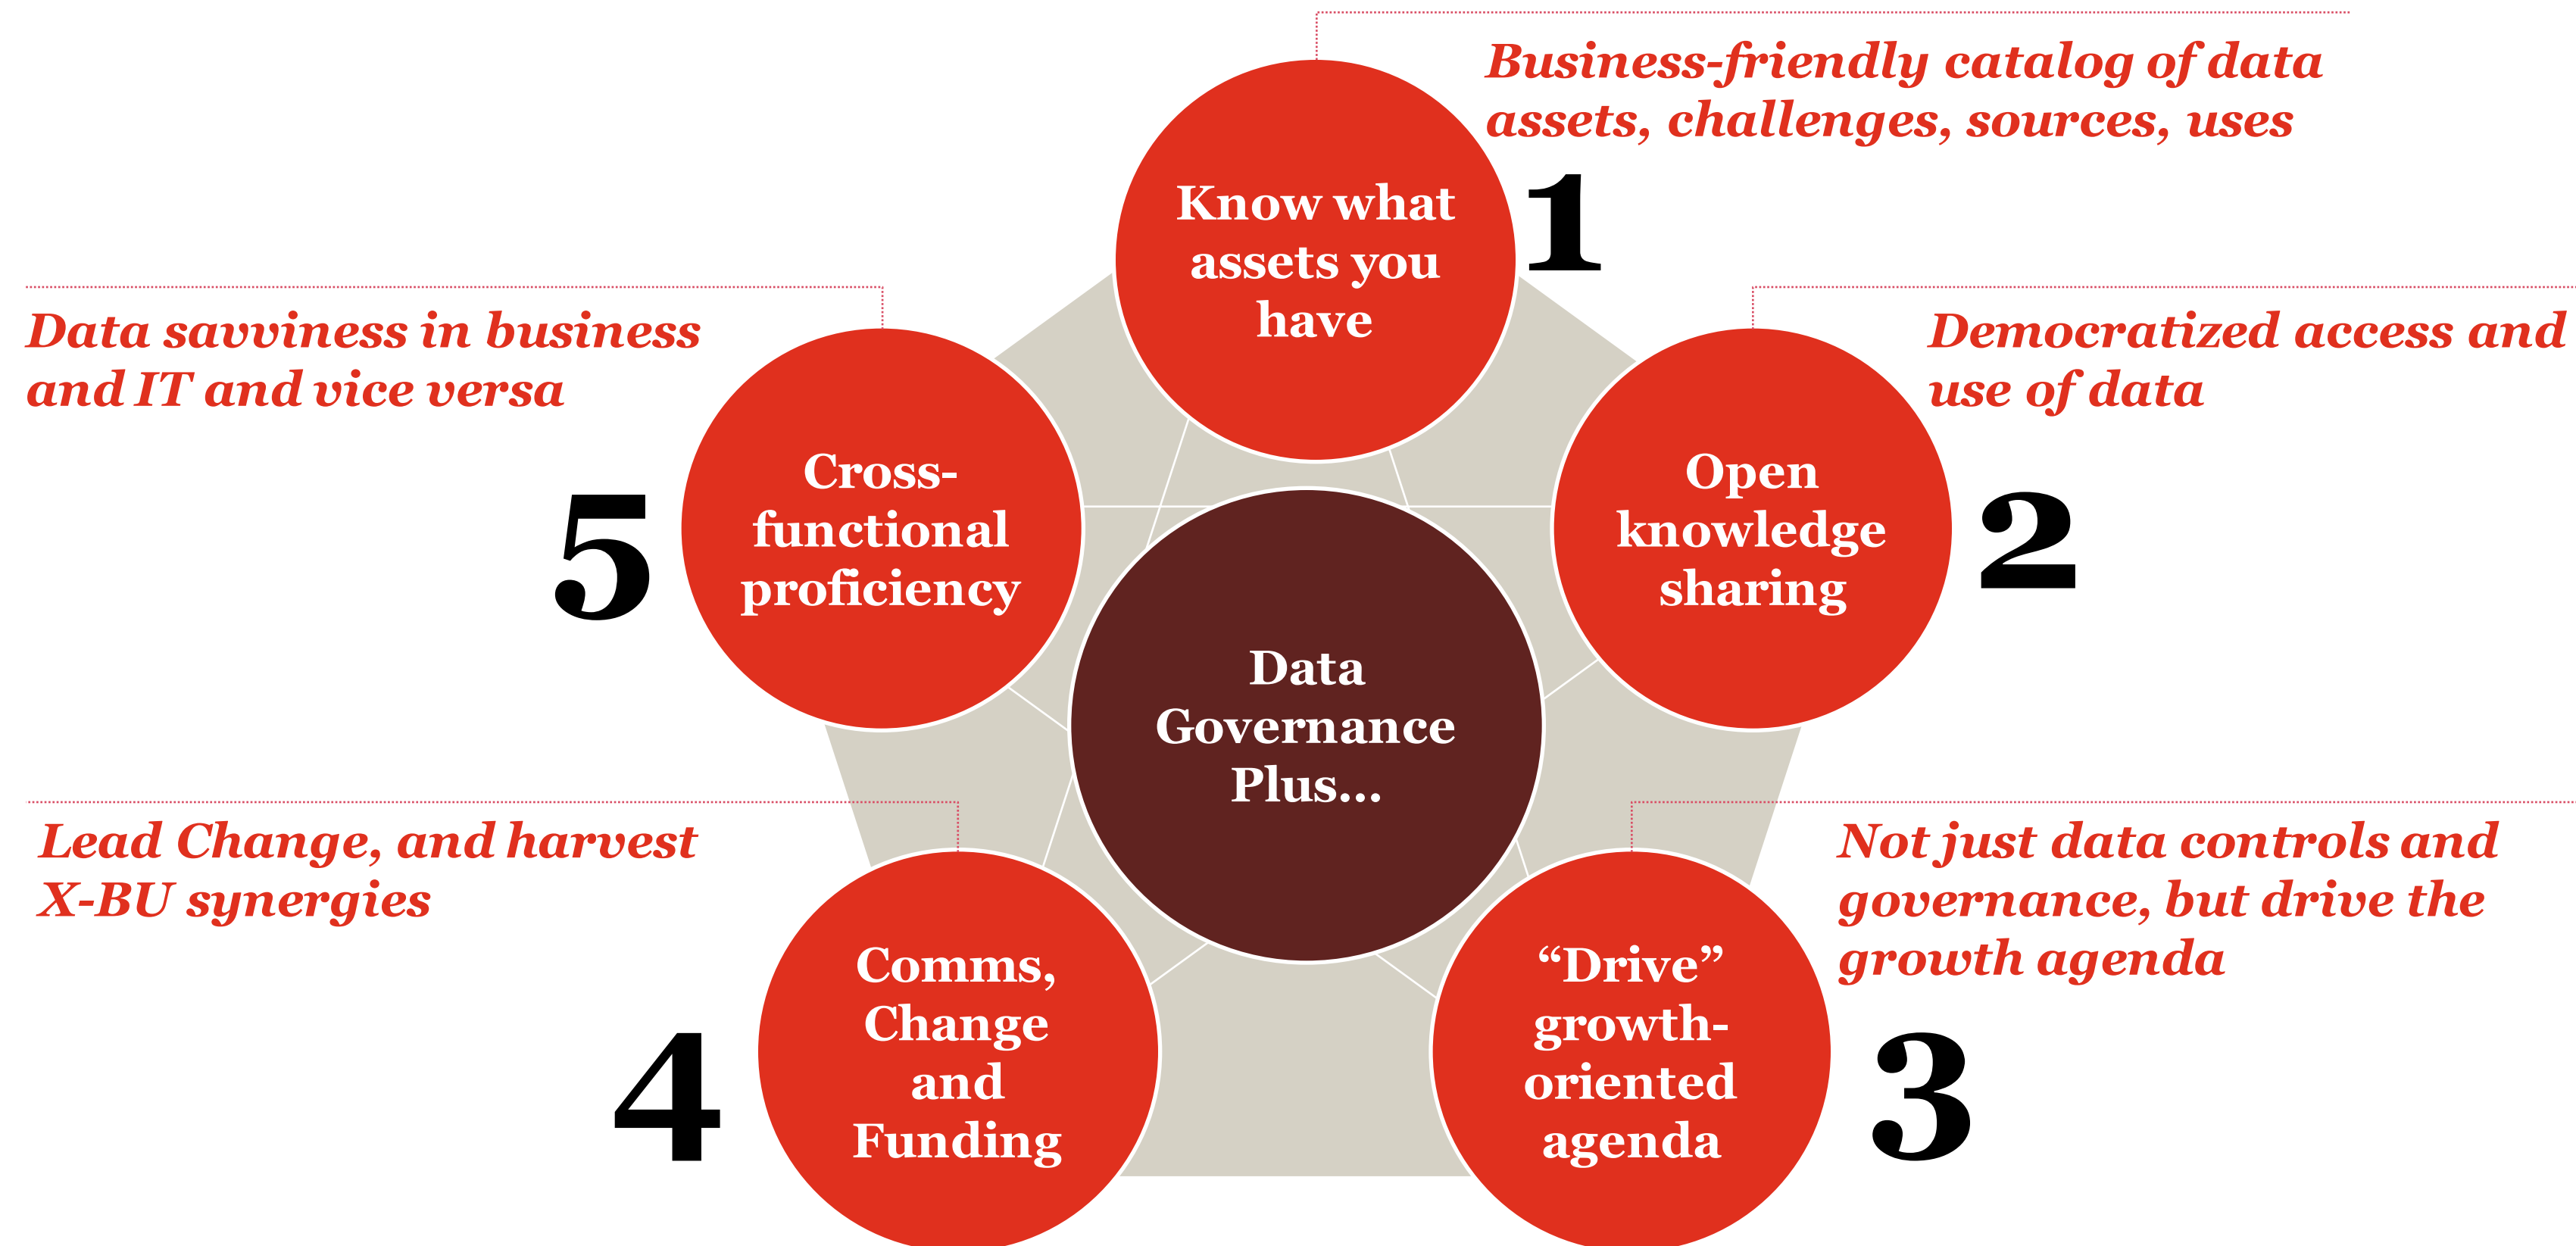 Business-friendly catalog of data
assets, challenges, sources, uses
Know what
assets you
have
1
Democratized access and
use of data
Open
knowledge
sharing
2
Not just data controls and
governance, but drive the
growth agenda
“Drive”
growth-
oriented
agenda
3
Lead Change, and harvest
X-BU synergies
Comms,
Change
and
Funding
4
Data savviness in business
and IT and vice versa
Cross-
functional
proficiency
5
Data
Governance
Plus...